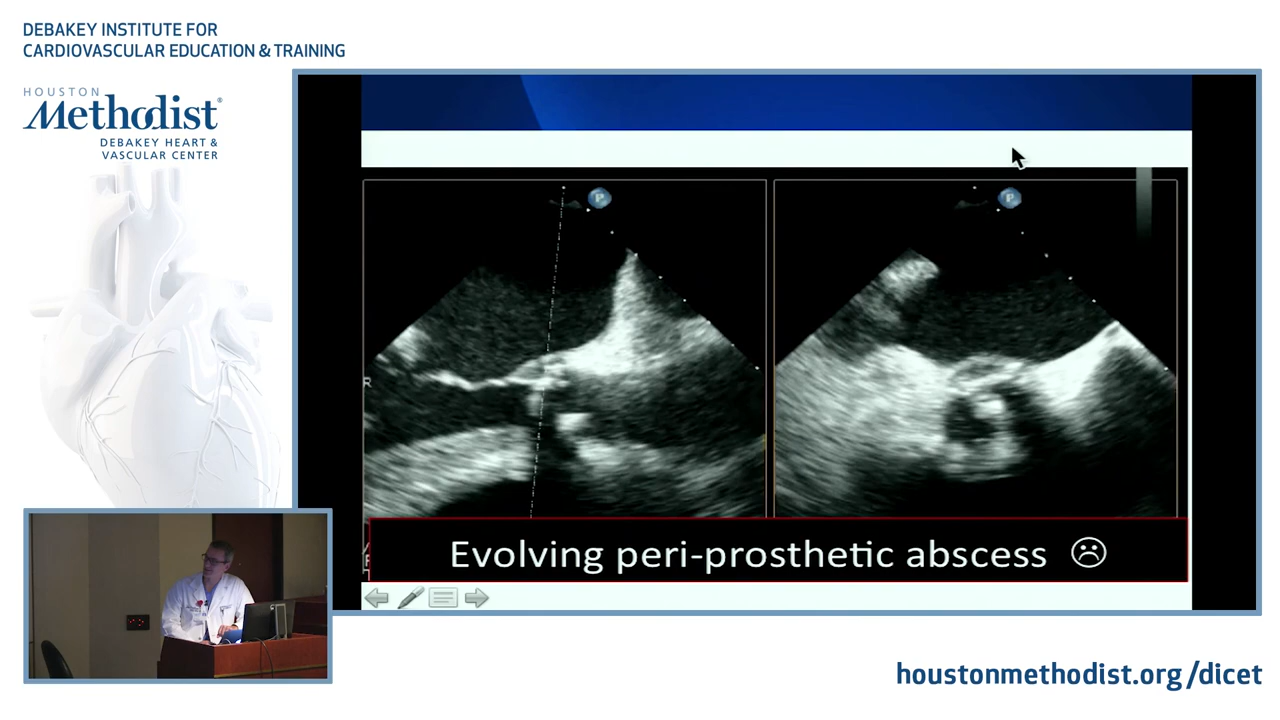 DEBAKEY INSTITUTE FOR
CARDIOVASCULAR EDUCATION & TRAINING
HOUSTON
Methodist®
DEBAKEY HEART &
VASCULAR CENTER
P
P
R
Evolving peri-prosthetic abscess ☹
houstonmethodist.org/dicet